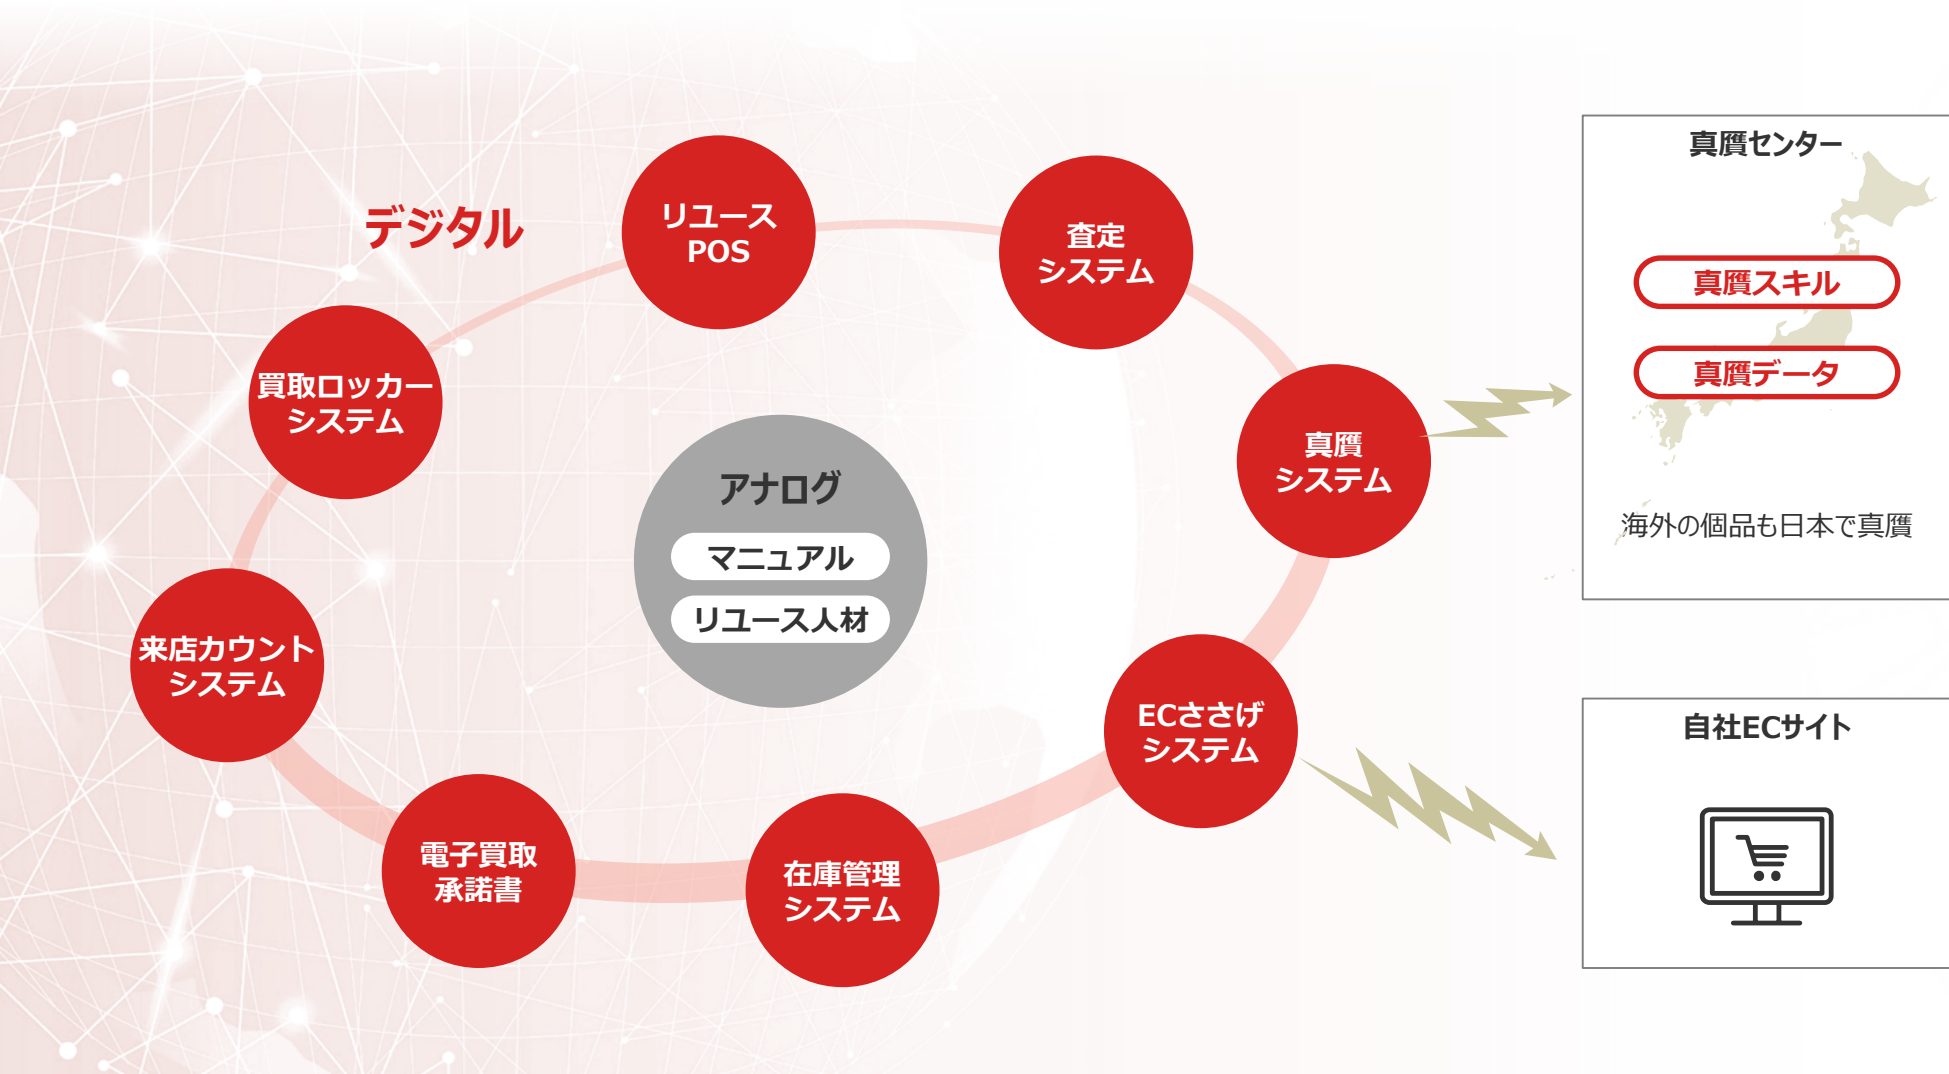 デジタル
リユース
POS
査定
システム
真贋
システム
ECささげ
システム
在庫管理
システム
電子買取
承諾書
来店カウント
システム
買取ロッカー
システム
アナログ
マニュアル
リユース人材
真贋センター
真贋スキル
真贋データ
海外の個品も日本で真贋
自社ECサイト